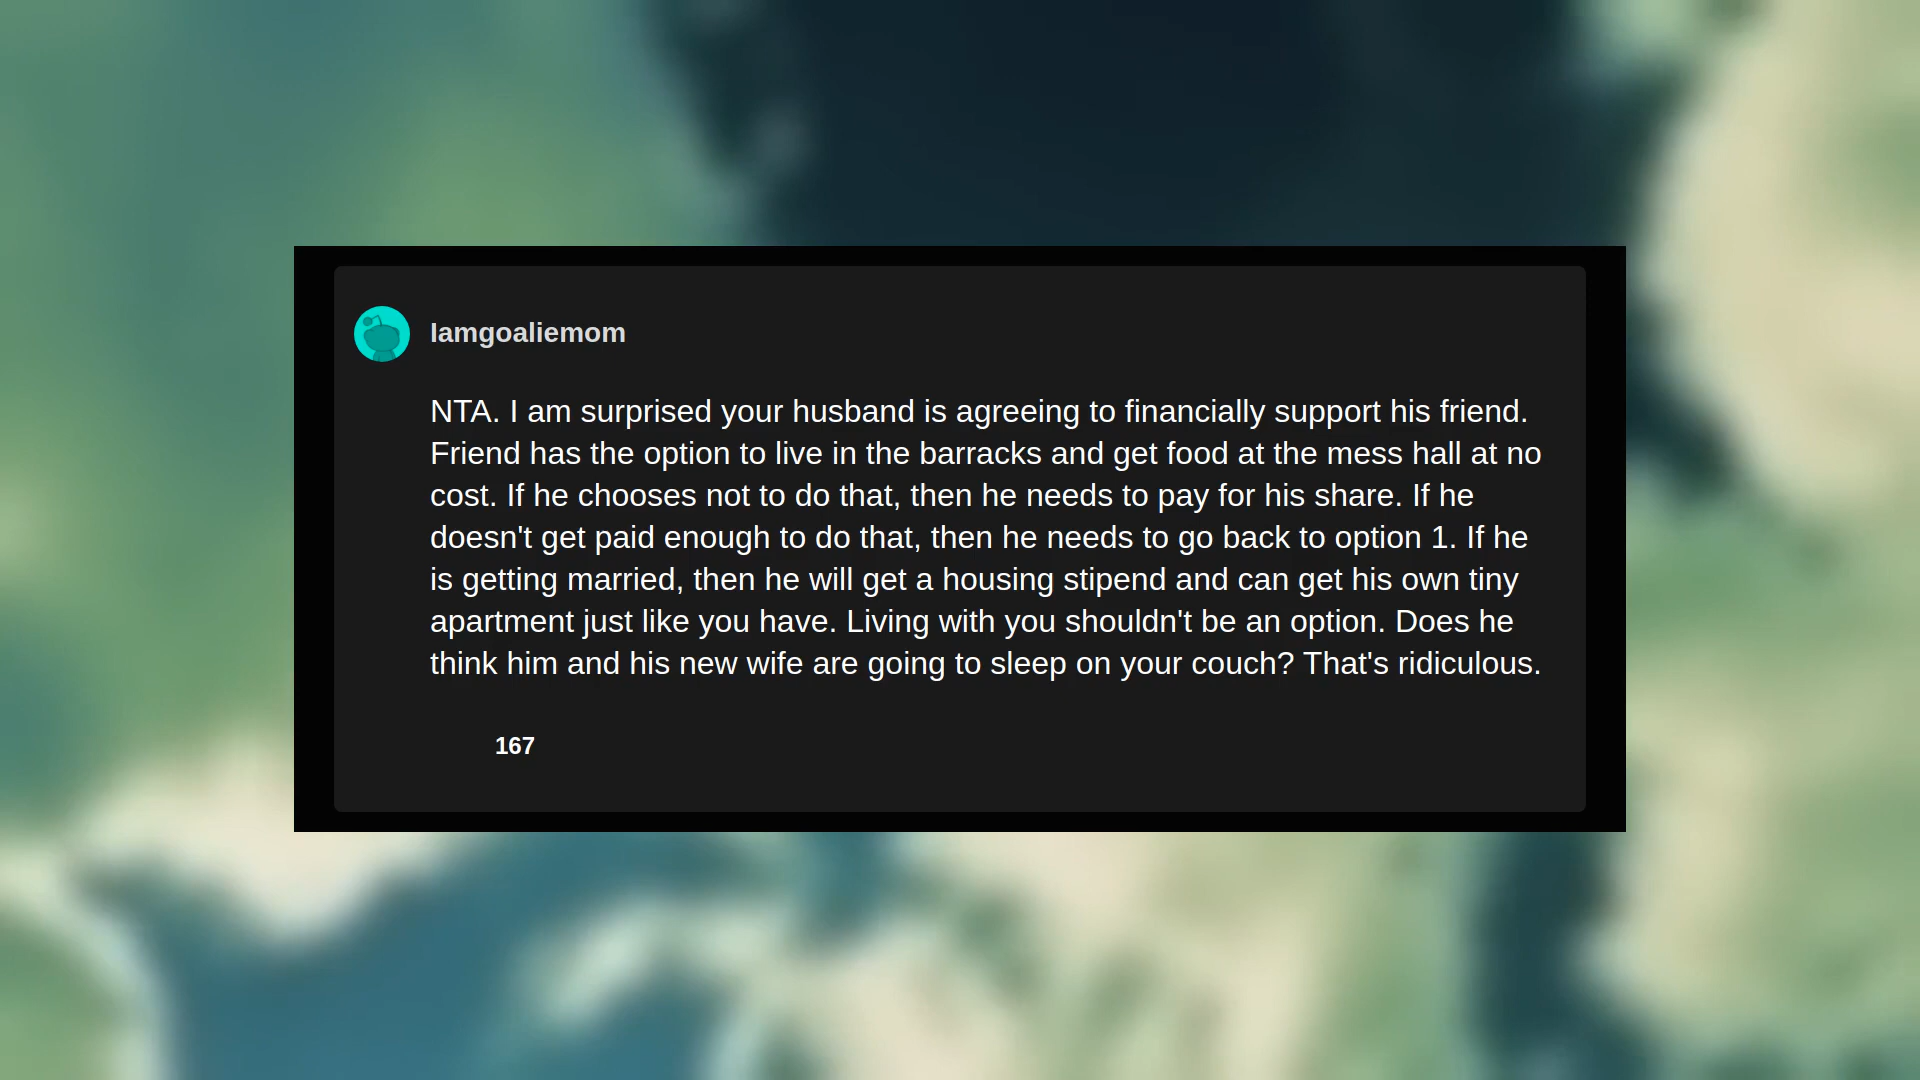 Iamgoaliemom
NTA. I am surprised your husband is agreeing to financially support his friend.
Friend has the option to live in the barracks and get food at the mess hall at no
cost. If he chooses not to do that, then he needs to pay for his share. If he
doesn't get paid enough to do that, then he needs to go back to option 1. If he
is getting married, then he will get a housing stipend and can get his own tiny
apartment just like you have. Living with you shouldn't be an option. Does he
think him and his new wife are going to sleep on your couch? That's ridiculous.
167